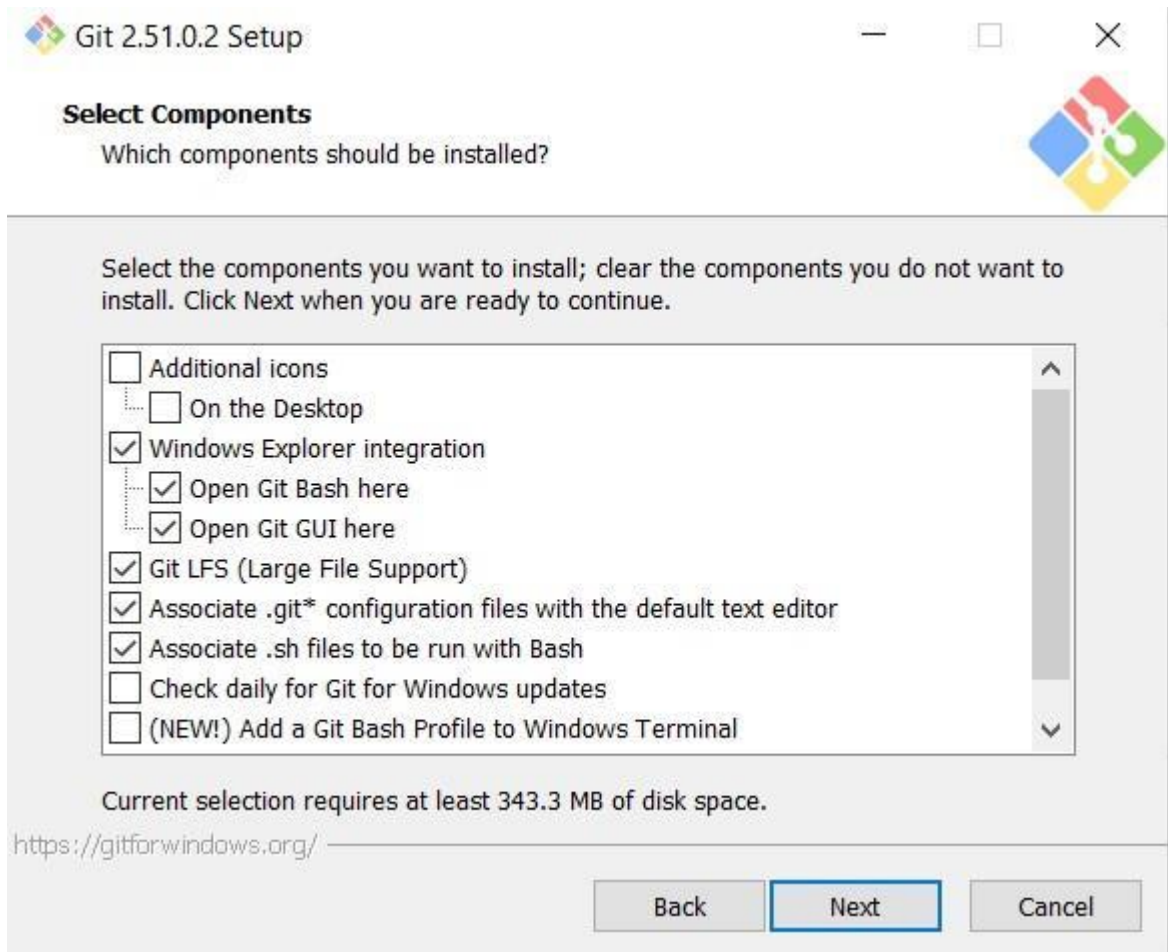 Git 2.51.0.2 Setup
Select Components
Which components should be installed?
Select the components you want to install; clear the components you do not want to
install. Click Next when you are ready to continue.
Additional icons
On the Desktop
Windows Explorer integration
Open Git Bash here
Open Git GUI here
Git LFS (Large File Support)
Associate .git* configuration files with the default text editor
Associate .sh files to be run with Bash
Check daily for Git for Windows updates
(NEW!) Add a Git Bash Profile to Windows Terminal
Current selection requires at least 343.3 MB of disk space.
https://gitforwindows.org/
Back Next Cancel